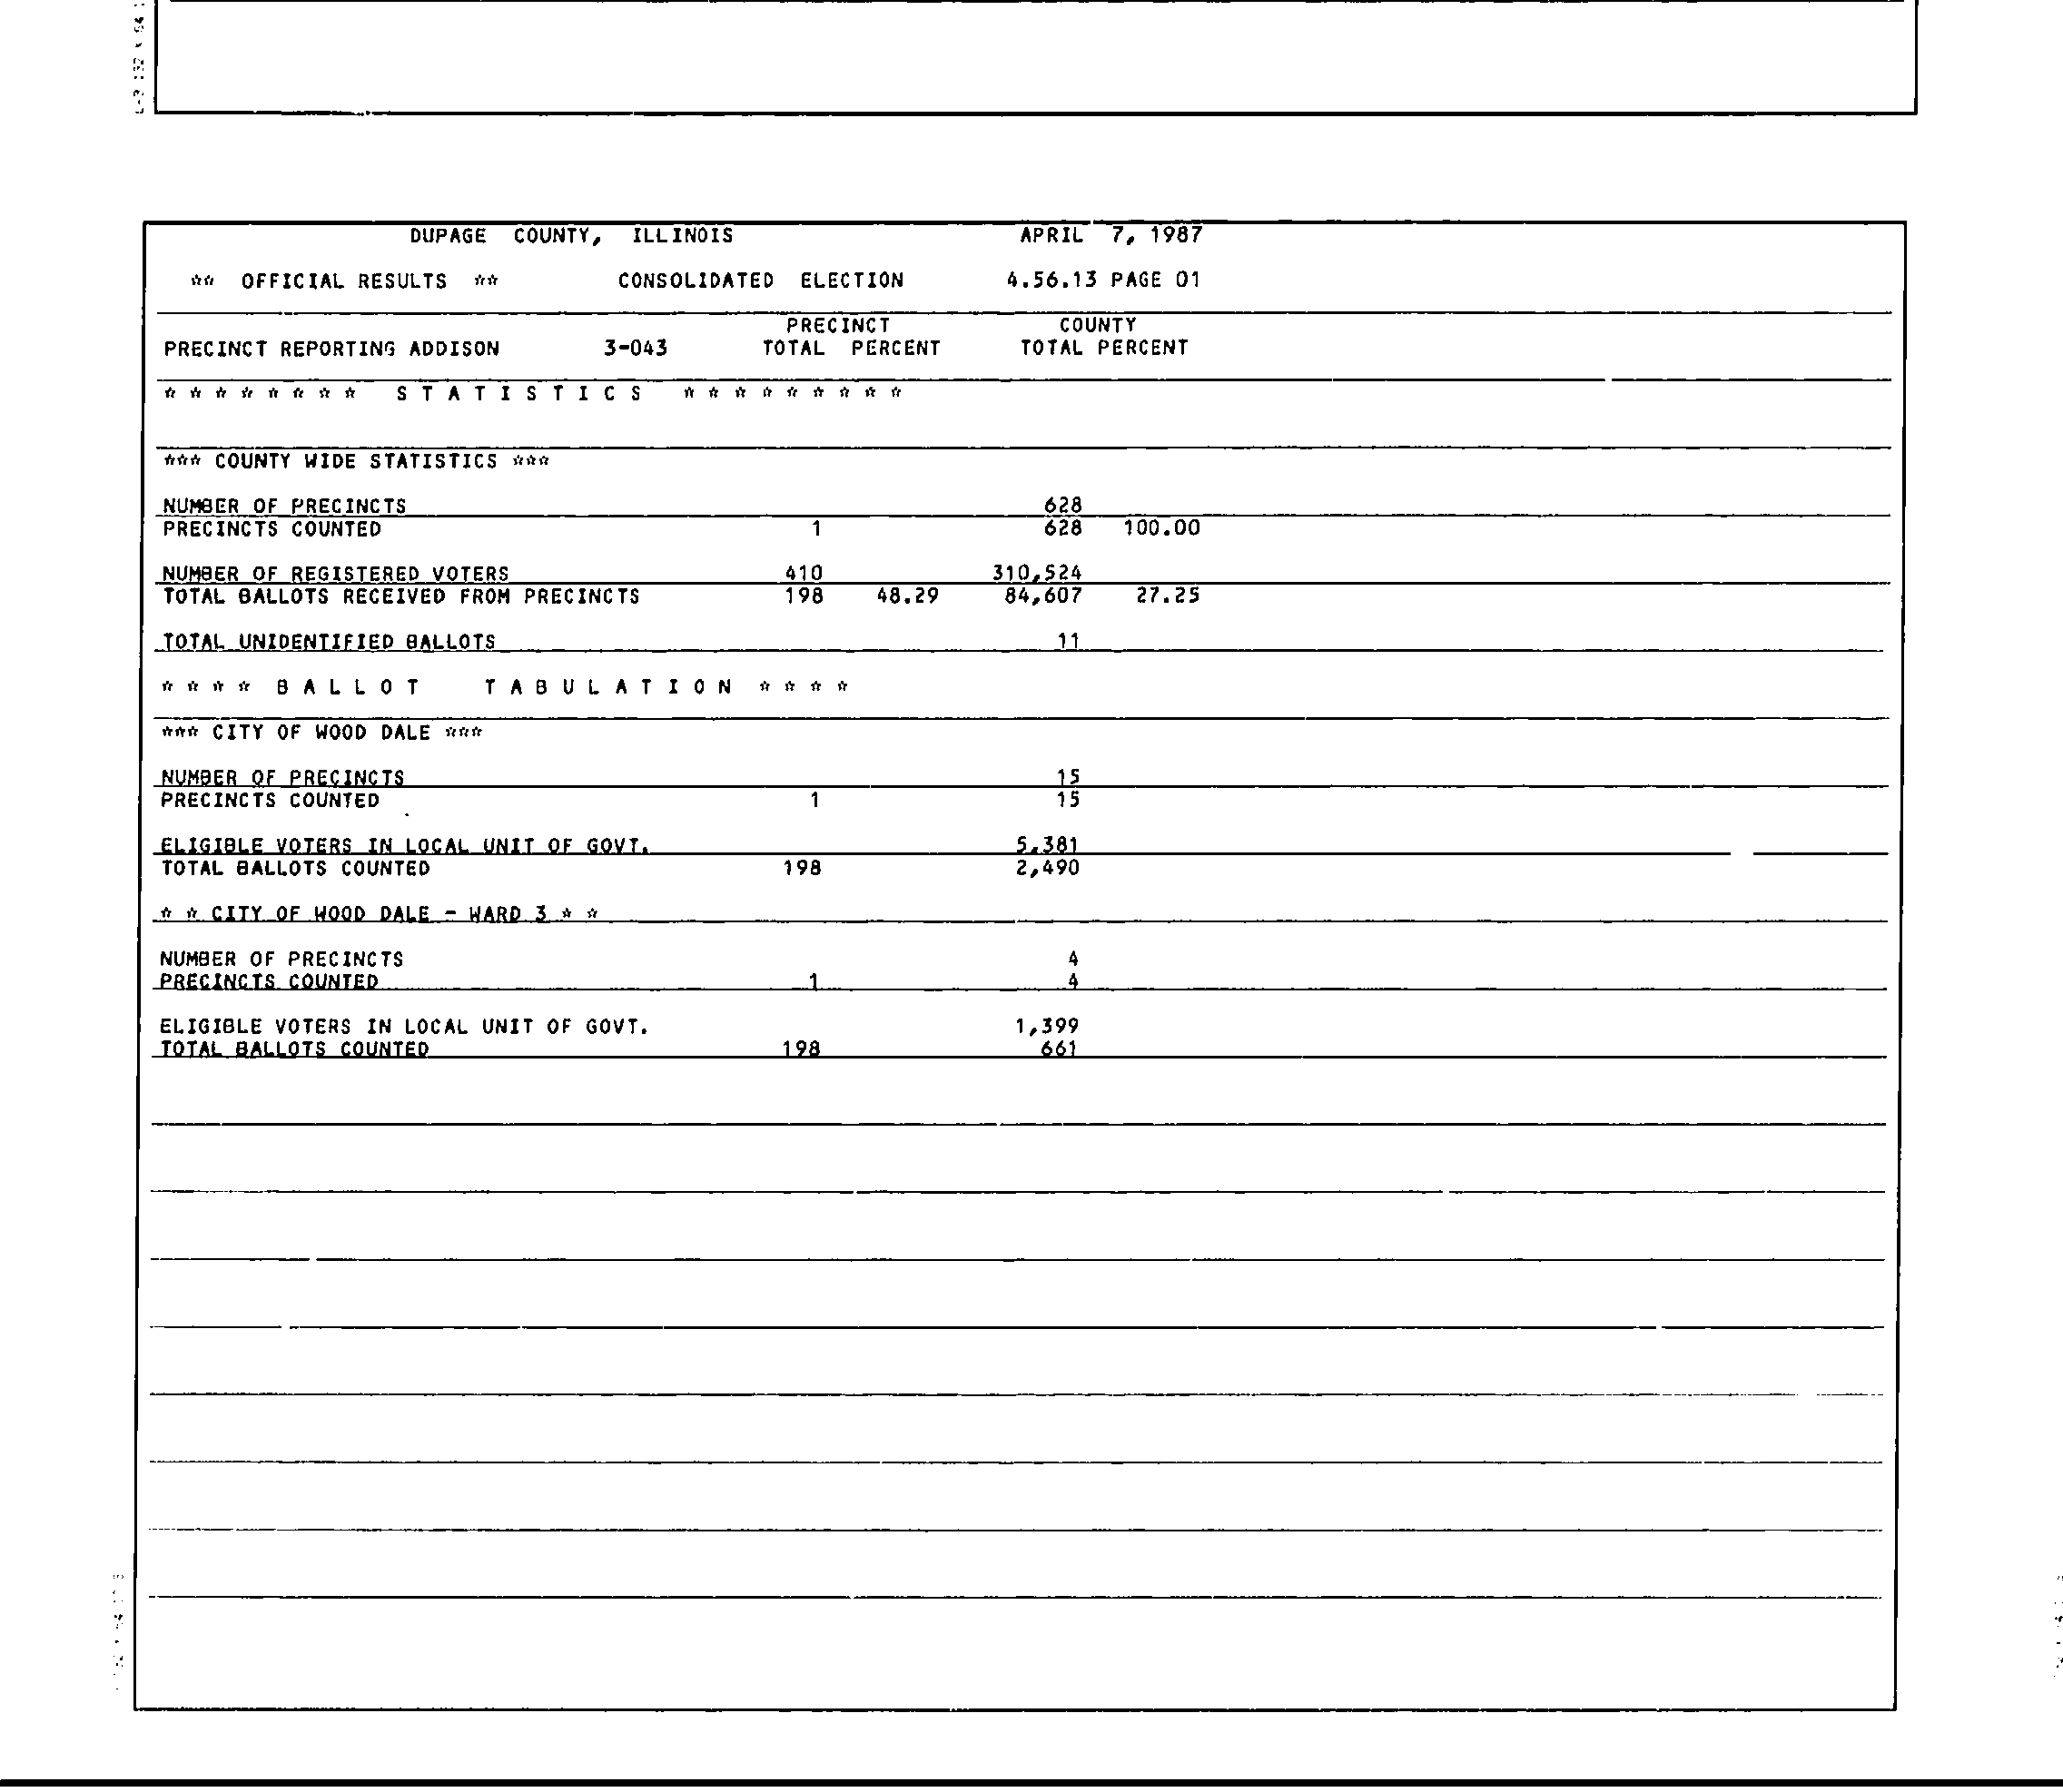 DUPAGE COUNTY, ILLINOIS APRIL 7, 1987
** OFFICIAL RESULTS ** CONSOLIDATED ELECTION 4.56.13 PAGE 01
PRECINCT COUNTY
PRECINCT REPORTING ADDISON 3-043 TOTAL PERCENT TOTAL PERCENT
* * * * * * * * S T A T I S T I C S * * * * * * * * *
*** COUNTY WIDE STATISTICS ***
NUMBER OF PRECINCTS 628
PRECINCTS COUNTED 1 628 100.00
NUMBER OF REGISTERED VOTERS 410 310,524
TOTAL BALLOTS RECEIVED FROM PRECINCTS 198 48.29 84,607 27.25
TOTAL UNIDENTIFIED BALLOTS 11
* * * * B A L L O T T A B U L A T I O N * * * *
*** CITY OF WOOD DALE ***
NUMBER OF PRECINCTS 15
PRECINCTS COUNTED 1 15
ELIGIBLE VOTERS IN LOCAL UNIT OF GOVT. 5,381
TOTAL BALLOTS COUNTED 198 2,490
* * CITY OF WOOD DALE - WARD 3 * *
NUMBER OF PRECINCTS 4
PRECINCTS COUNTED 1 4
ELIGIBLE VOTERS IN LOCAL UNIT OF GOVT. 1,399
TOTAL BALLOTS COUNTED 198 661